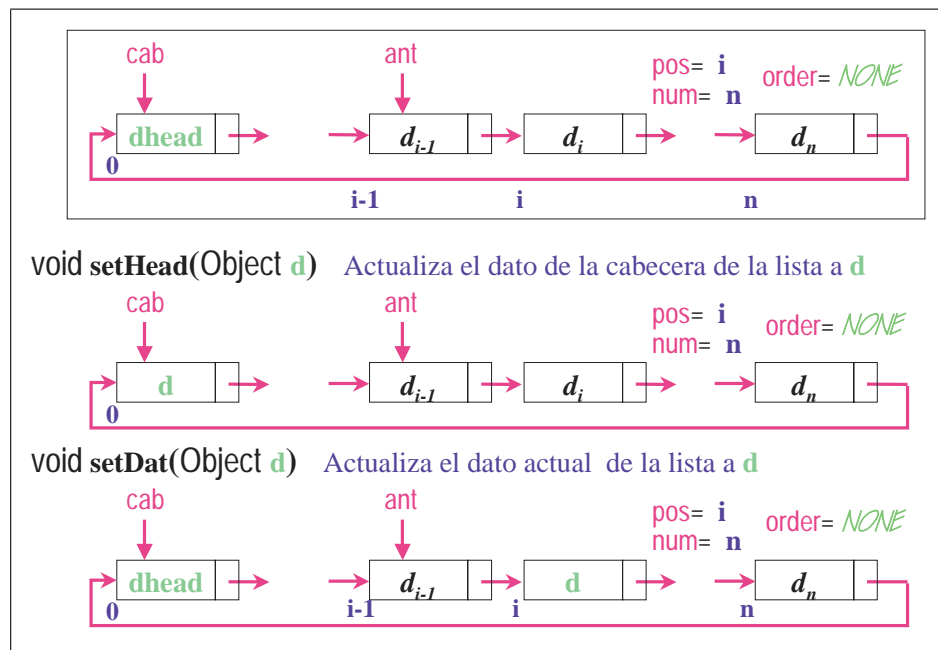 cab ant pos= i order= NONE
num= n
dhead d_{i-1} d_i d_n
0
i-1 i n
void setHead(Object d) Actualiza el dato de la cabecera de la lista a d
cab ant pos= i order= NONE
num= n
d d_{i-1} d_i d_n
0
void setDat(Object d) Actualiza el dato actual de la lista a d
cab ant pos= i order= NONE
num= n
dhead d_{i-1} d d_n
0 i-1 i n